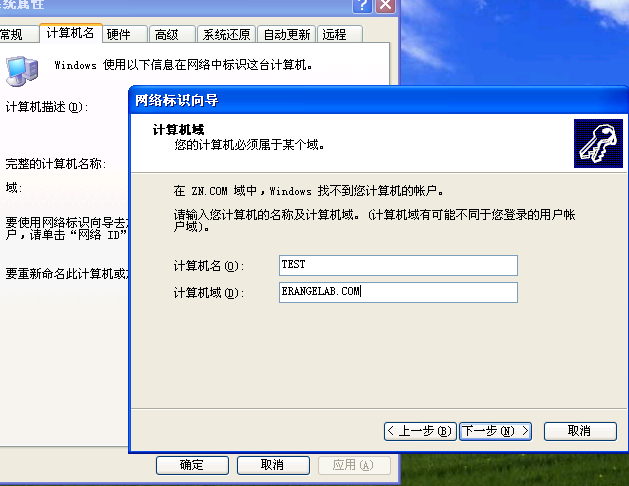 系统属性
常规 计算机名 硬件 高级 系统还原 自动更新 远程
Windows 使用以下信息在网络中标识这台计算机。
计算机描述(D):
完整的计算机名称:
域:
要使用网络标识向导去
户，请单击“网络 ID”
要重新命名此计算机或
网络标识向导
计算机域
您的计算机必须属于某个域。
在 ZN.COM 域中，Windows 找不到您计算机的帐户。
请输入您计算机的名称及计算机域。(计算机域有可能不同于您登录的用户帐
户域)。
计算机名(O): TEST
计算机域(D): ERANGELAB.COM
< 上一步(B) 下一步(N) > 取消
确定 取消 应用(A)